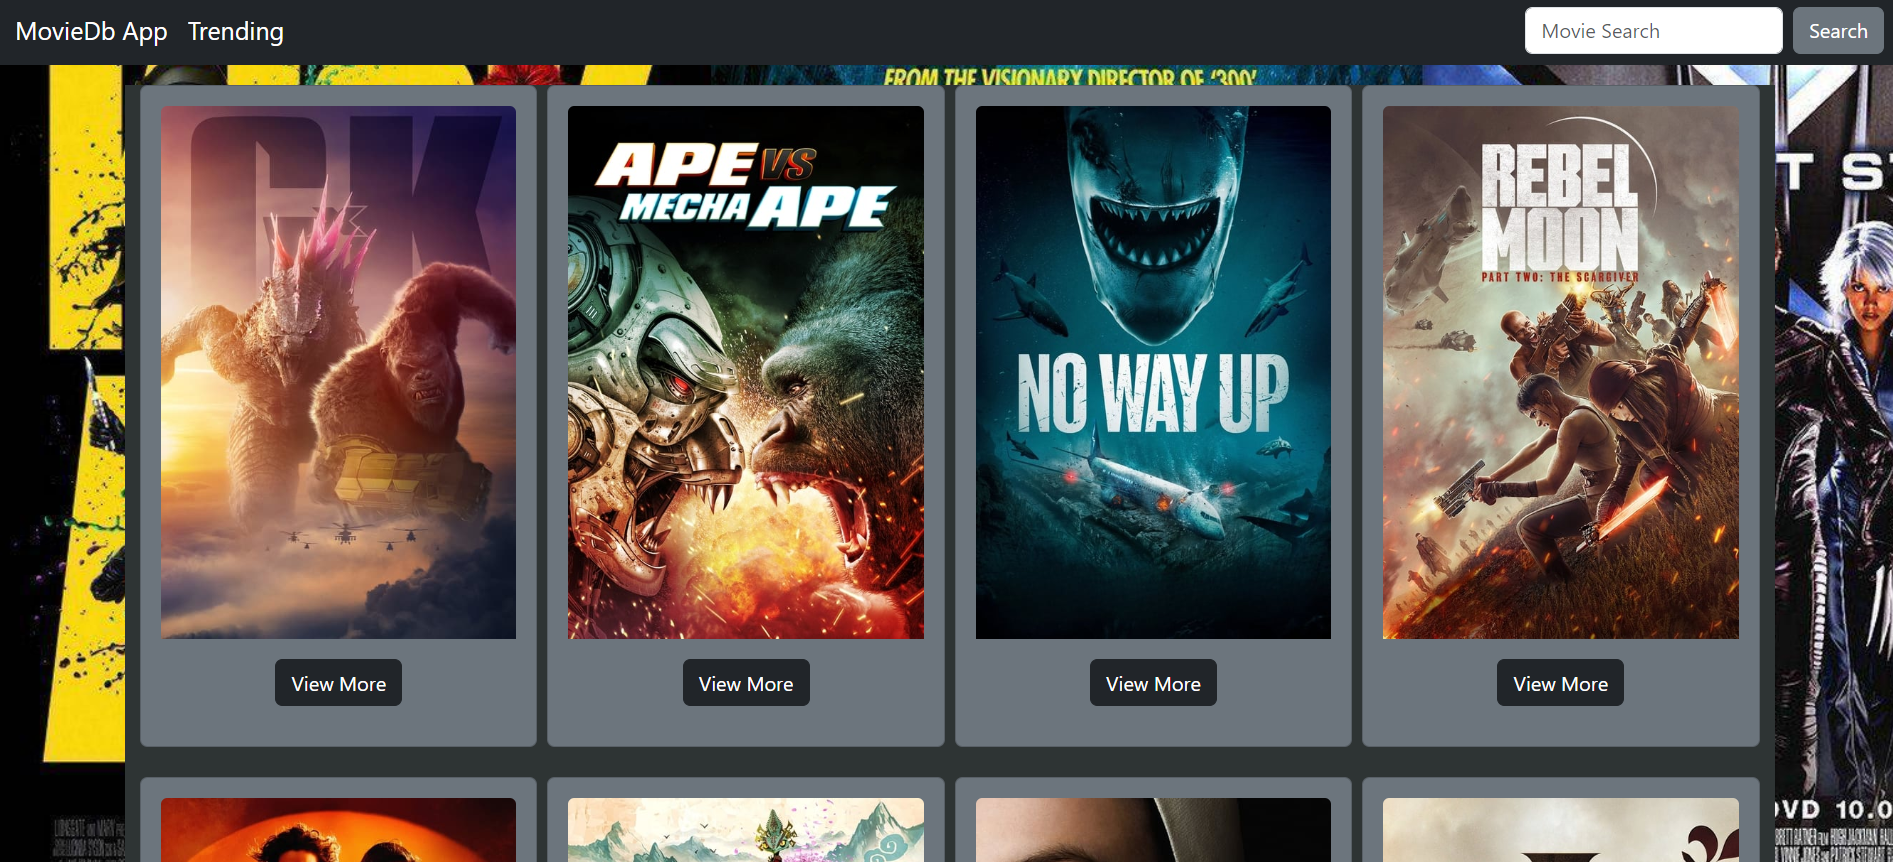 MovieDb App Trending Movie Search Search
FROM THE VISIONARY DIRECTOR OF '300'
GK
APE VS
MECHA APE
NO WAY UP
REBEL
MOON
PART TWO: THE SCARGIVER
T S
View More View More View More View More
DVD 10.0